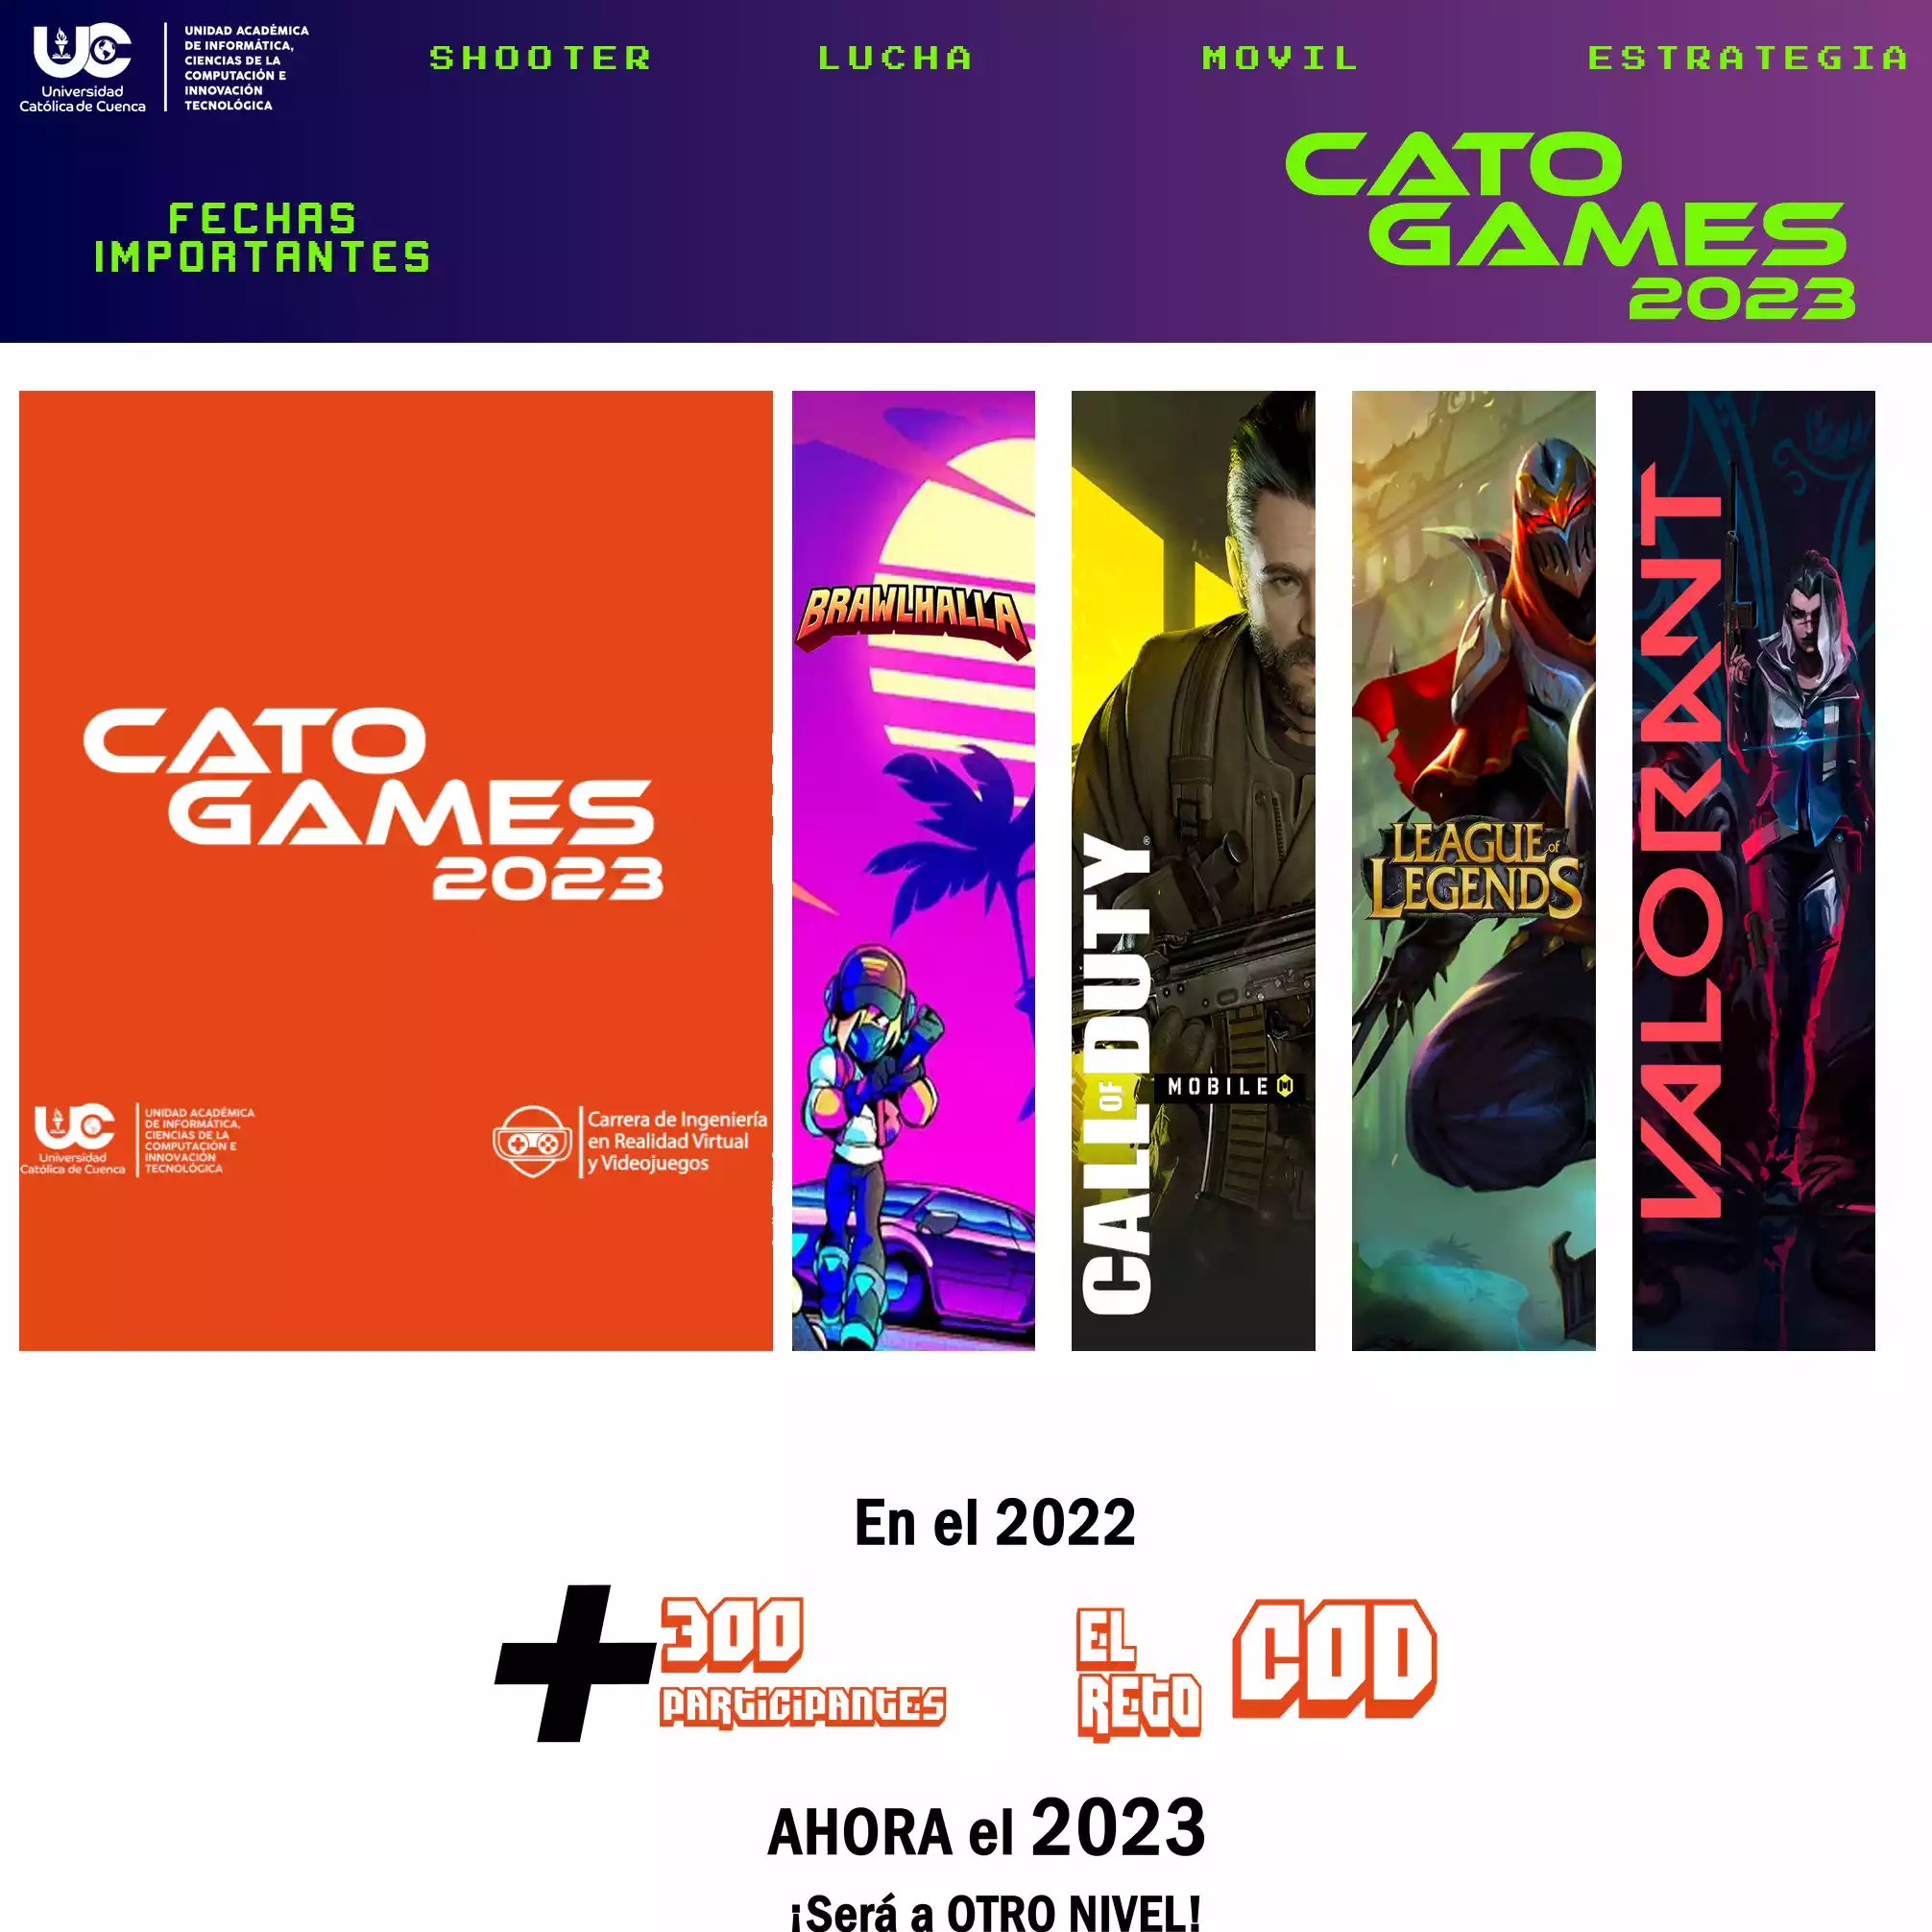 UC
Universidad
Católica de Cuenca
UNIDAD ACADÉMICA
DE INFORMÁTICA,
CIENCIAS DE LA
COMPUTACIÓN E
INNOVACIÓN
TECNOLÓGICA
SHOOTER
LUCHA
MOVIL
ESTRATEGIA
FECHAS
IMPORTANTES
CATO
GAMES
2023
CATO
GAMES
2023
UC
Universidad
Católica de Cuenca
UNIDAD ACADÉMICA
DE INFORMÁTICA,
CIENCIAS DE LA
COMPUTACIÓN E
INNOVACIÓN
TECNOLÓGICA
Carrera de Ingeniería
en Realidad Virtual
y Videojuegos
BRAWLHALLA
CALL OF DUTY®
MOBILE
LEAGUE of
LEGENDS
VALORANT
En el 2022
+300
PARTICIPANTES
EL
RETO
COD
AHORA el 2023
¡Será a OTRO NIVEL!